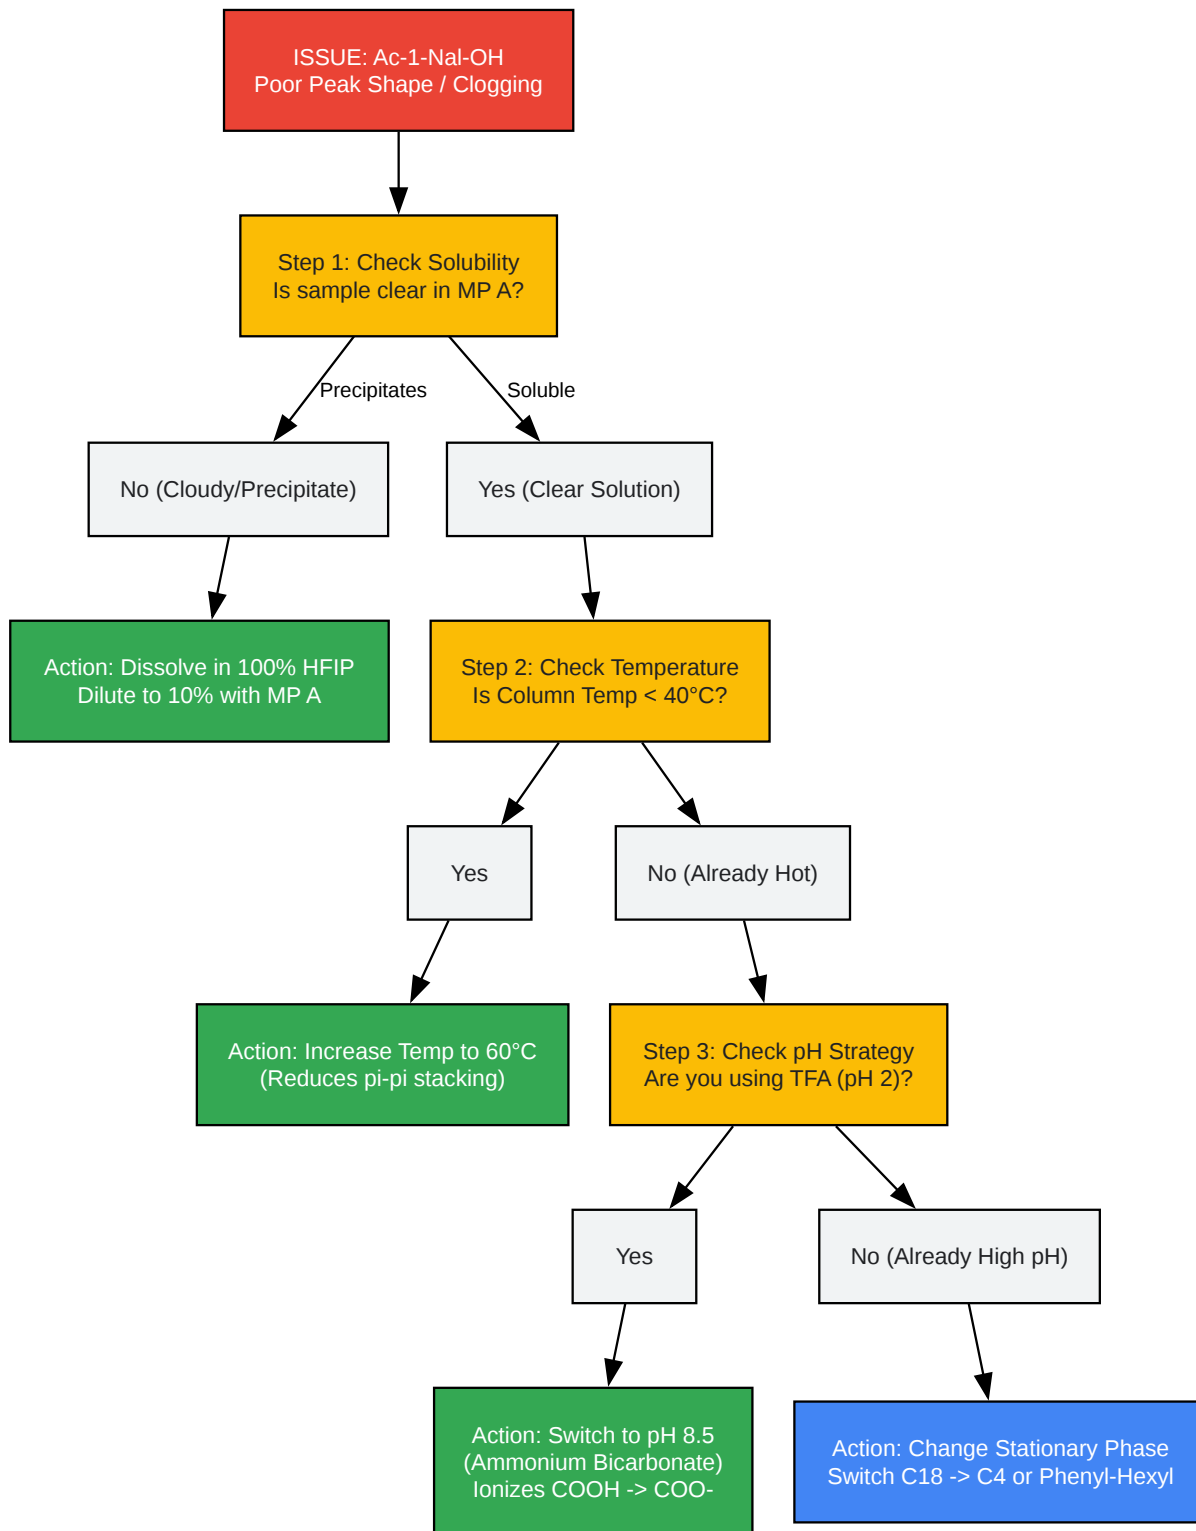 ISSUE: Ac-1-Nal-OH
Poor Peak Shape / Clogging
Step 1: Check Solubility
Is sample clear in MP A?
Precipitates
Soluble
No (Cloudy/Precipitate)
Yes (Clear Solution)
Action: Dissolve in 100% HFIP
Dilute to 10% with MP A
Step 2: Check Temperature
Is Column Temp < 40°C?
Yes
No (Already Hot)
Action: Increase Temp to 60°C
(Reduces pi-pi stacking)
Step 3: Check pH Strategy
Are you using TFA (pH 2)?
Yes
No (Already High pH)
Action: Switch to pH 8.5
(Ammonium Bicarbonate)
Ionizes COOH -> COO-
Action: Change Stationary Phase
Switch C18 -> C4 or Phenyl-Hexyl